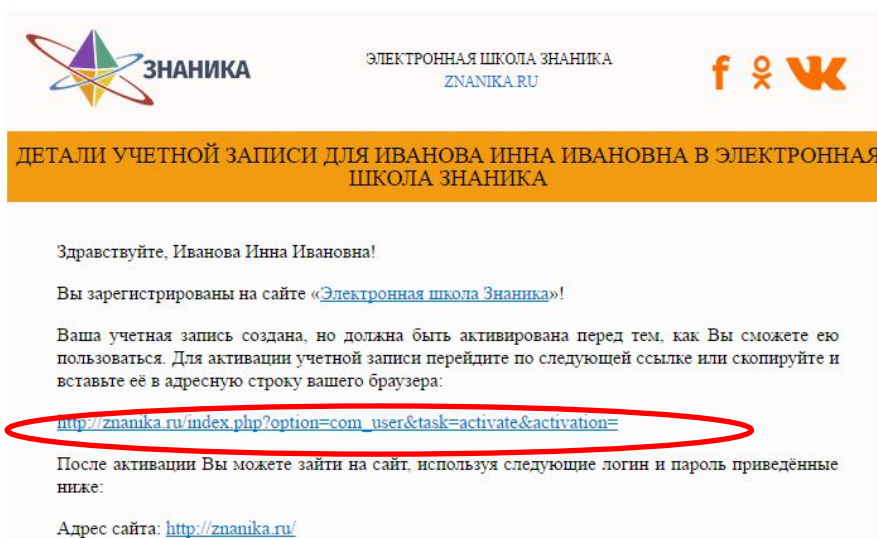 ЗНАНИКА
ЭЛЕКТРОННАЯ ШКОЛА ЗНАНИКА
ZNANIKA.RU
ДЕТАЛИ УЧЕТНОЙ ЗАПИСИ ДЛЯ ИВАНОВА ИННА ИВАНОВНА В ЭЛЕКТРОННАЯ
ШКОЛА ЗНАНИКА
Здравствуйте, Иванова Инна Ивановна!
Вы зарегистрированы на сайте «Электронная школа Знаника»!
Ваша учетная запись создана, но должна быть активирована перед тем, как Вы сможете ею
пользоваться. Для активации учетной записи перейдите по следующей ссылке или скопируйте и
вставьте её в адресную строку вашего браузера:
http://znanika.ru/index.php?option=com_user&task=activate&activation=
После активации Вы можете зайти на сайт, используя следующие логин и пароль приведённые
ниже:
Адрес сайта: http://znanika.ru/